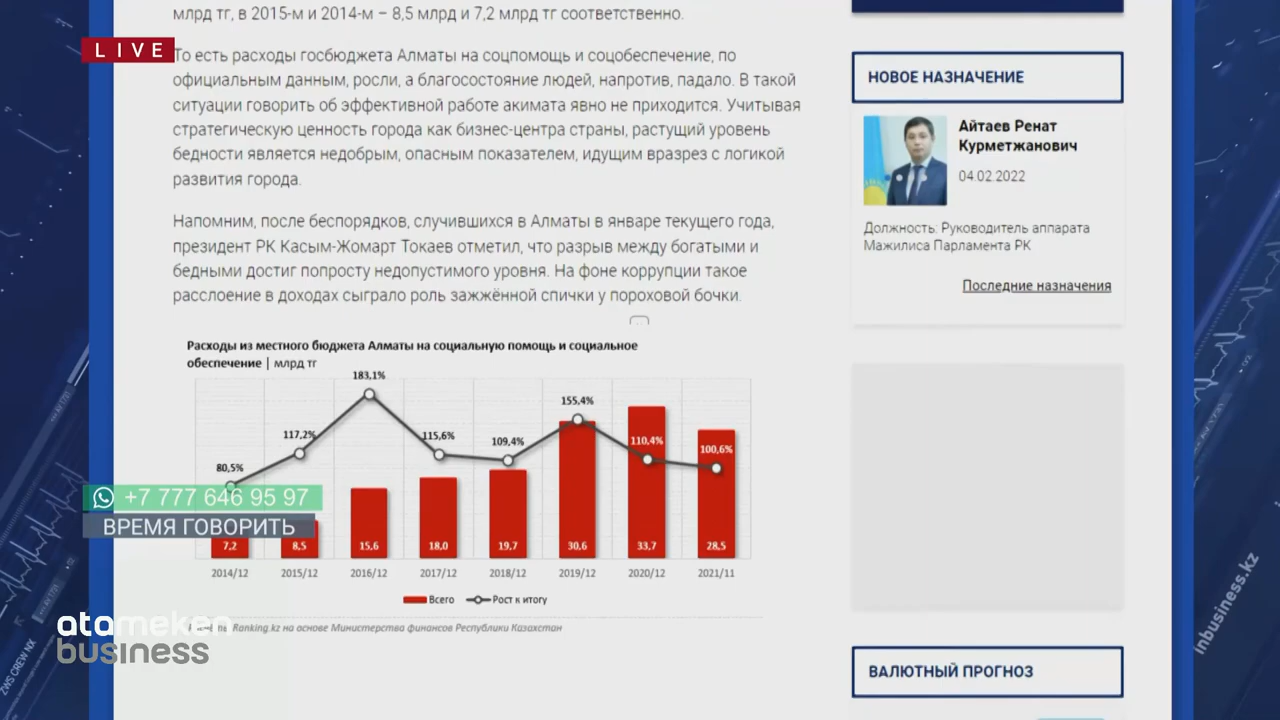 млрд тг, в 2015-м и 2014-м – 8,5 млрд и 7,2 млрд тг соответственно.
LIVE
То есть расходы госбюджета Алматы на соцпомощь и соцобеспечение, по
официальным данным, росли, а благосостояние людей, напротив, падало. В такой
ситуации говорить об эффективной работе акимата явно не приходится. Учитывая
стратегическую ценность города как бизнес-центра страны, растущий уровень
бедности является недобрым, опасным показателем, идущим вразрез с логикой
развития города.
Напомним, после беспорядков, случившихся в Алматы в январе текущего года,
президент РК Касым-Жомарт Токаев отметил, что разрыв между богатыми и
бедными достиг попросту недопустимого уровня. На фоне коррупции такое
расслоение в доходах сыграло роль зажжённой спички у пороховой бочки.
Расходы из местного бюджета Алматы на социальную помощь и социальное
обеспечение | млрд тг
80,5%
117,2%
183,1%
115,6%
109,4%
155,4%
110,4%
100,6%
7,2
8,5
15,6
18,0
19,7
30,6
33,7
28,5
2014/12
2015/12
2016/12
2017/12
2018/12
2019/12
2020/12
2021/11
Всего
Рост к итогу
Ranking.kz на основе Министерства финансов Республики Казахстан
+7 777 646 95 97
ВРЕМЯ ГОВОРИТЬ
atameken
business
НОВОЕ НАЗНАЧЕНИЕ
Айтаев Ренат
Курметжанович
04.02.2022
Должность: Руководитель аппарата
Мажилиса Парламента РК
Последние назначения
ВАЛЮТНЫЙ ПРОГНОЗ
Inbusiness.kz
ZWS CREW NX